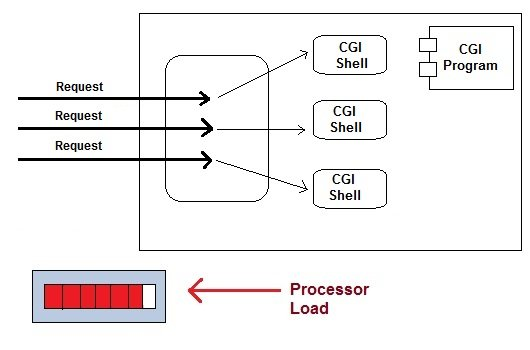 CGI
Shell
CGI
Program
Request
Request
CGI
Shell
Request
CGI
Shell
Processor
Load